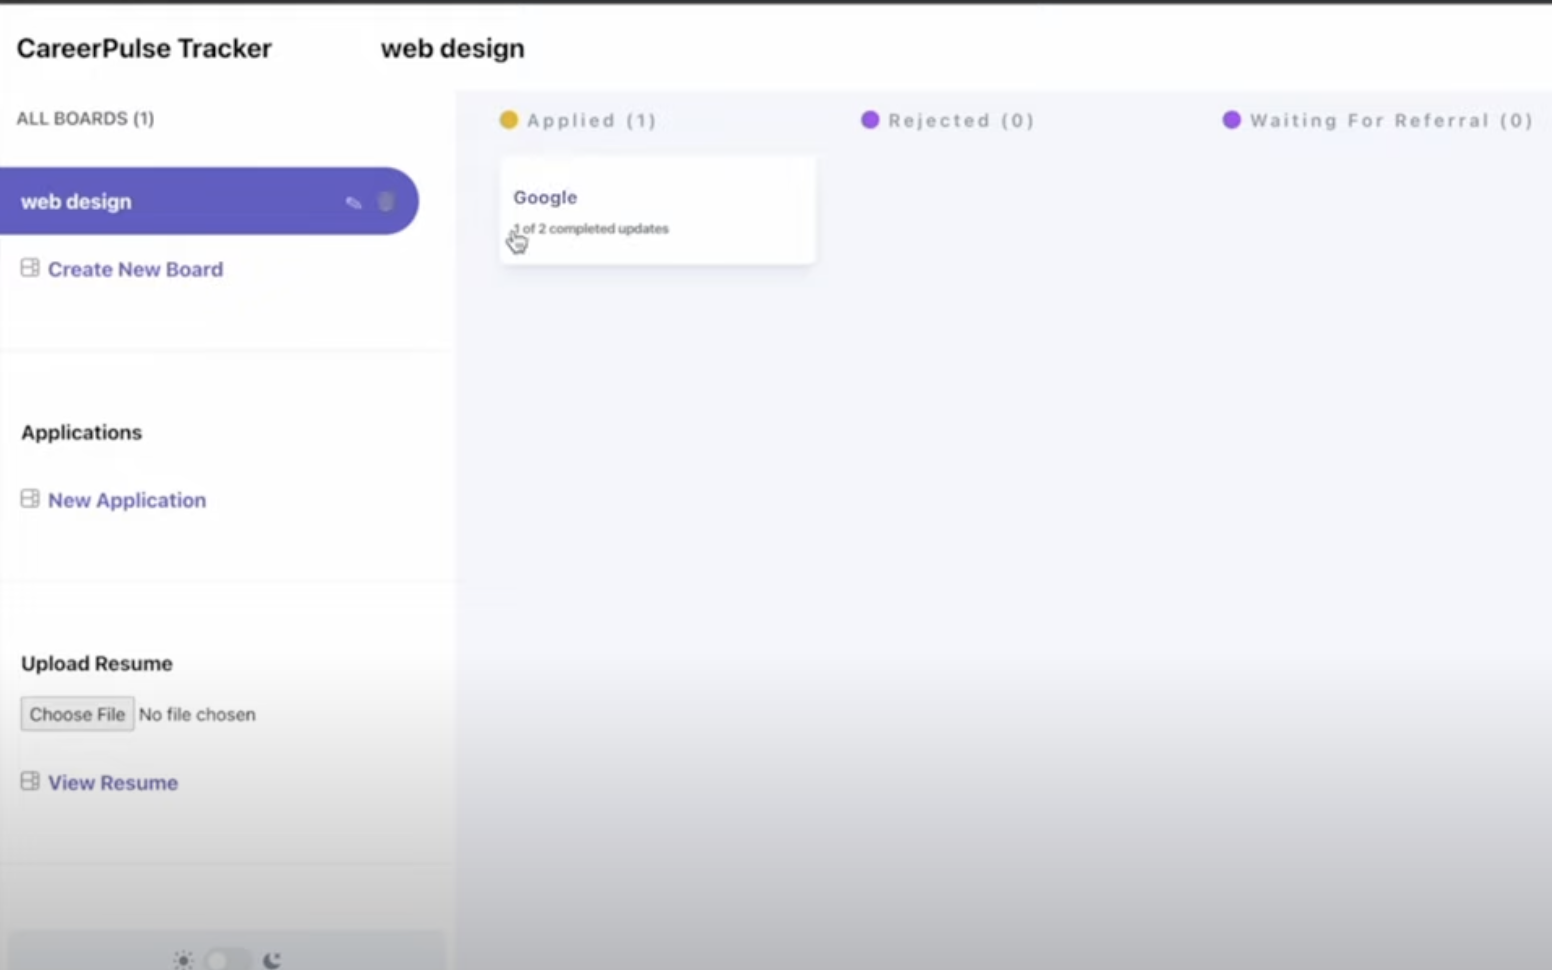 CareerPulse Tracker
web design
ALL BOARDS (1)
web design
Create New Board
Applications
New Application
Upload Resume
Choose File No file chosen
View Resume
Applied (1)
Google
1 of 2 completed updates
Rejected (0)
Waiting For Referral (0)